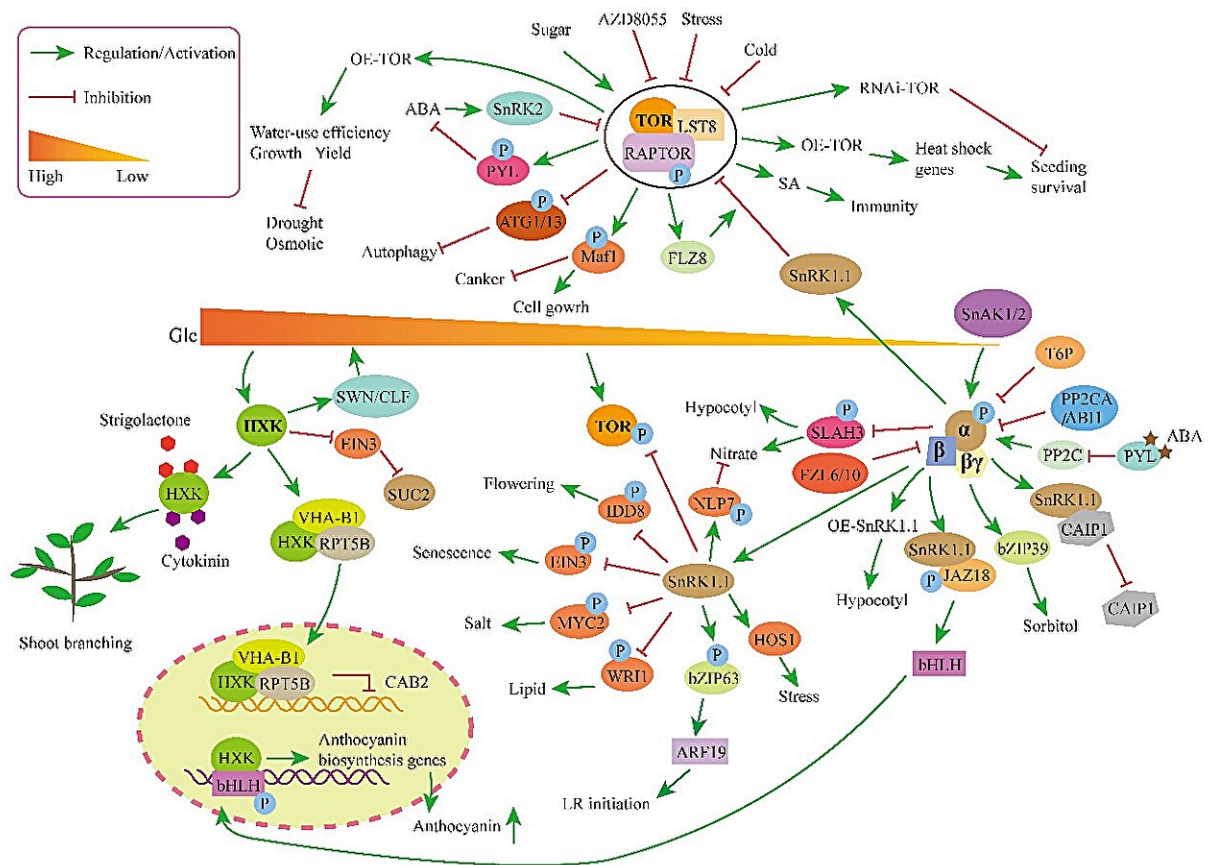 Regulation/Activation
Inhibition
High
Low
OE-TOR
Water-use efficiency
Growth Yield
Drought
Osmotic
Sugar
AZD8055
Stress
Cold
ABA
SnRK2
P
PYL
TOR
LST8
RAPTOR
P
RNAi-TOR
OE-TOR
Heat shock
genes
Seeding
survival
SA
Immunity
P
ATG1/13
Autophagy
P
Maf1
Canker
Cell gowrh
FLZ8
SnRK1.1
Glc
SnAK1/2
T6P
PP2CA
/ABI1
P
α
β
βγ
PP2C
PYL
ABA
HXK
SWN/CLF
EIN3
SUC2
Strigolactone
HXK
Cytokinin
Shoot branching
VHA-B1
HXK
RPT5B
TOR
P
Hypocotyl
P
SLAH3
Nitrate
FZL6/10
NLP7
P
Flowering
P
IDD8
Senescence
P
EIN3
Salt
P
MYC2
Lipid
P
WRI1
SnRK1.1
P
bZIP63
HOS1
Stress
ARF19
LR initiation
OE-SnRK1.1
Hypocotyl
SnRK1.1
P
JAZ18
bHLH
bZIP39
Sorbitol
SnRK1.1
CAIP1
CAIP1
VHA-B1
HXK
RPT5B
CAB2
HXK
bHLH
P
Anthocyanin
biosynthesis genes
Anthocyanin